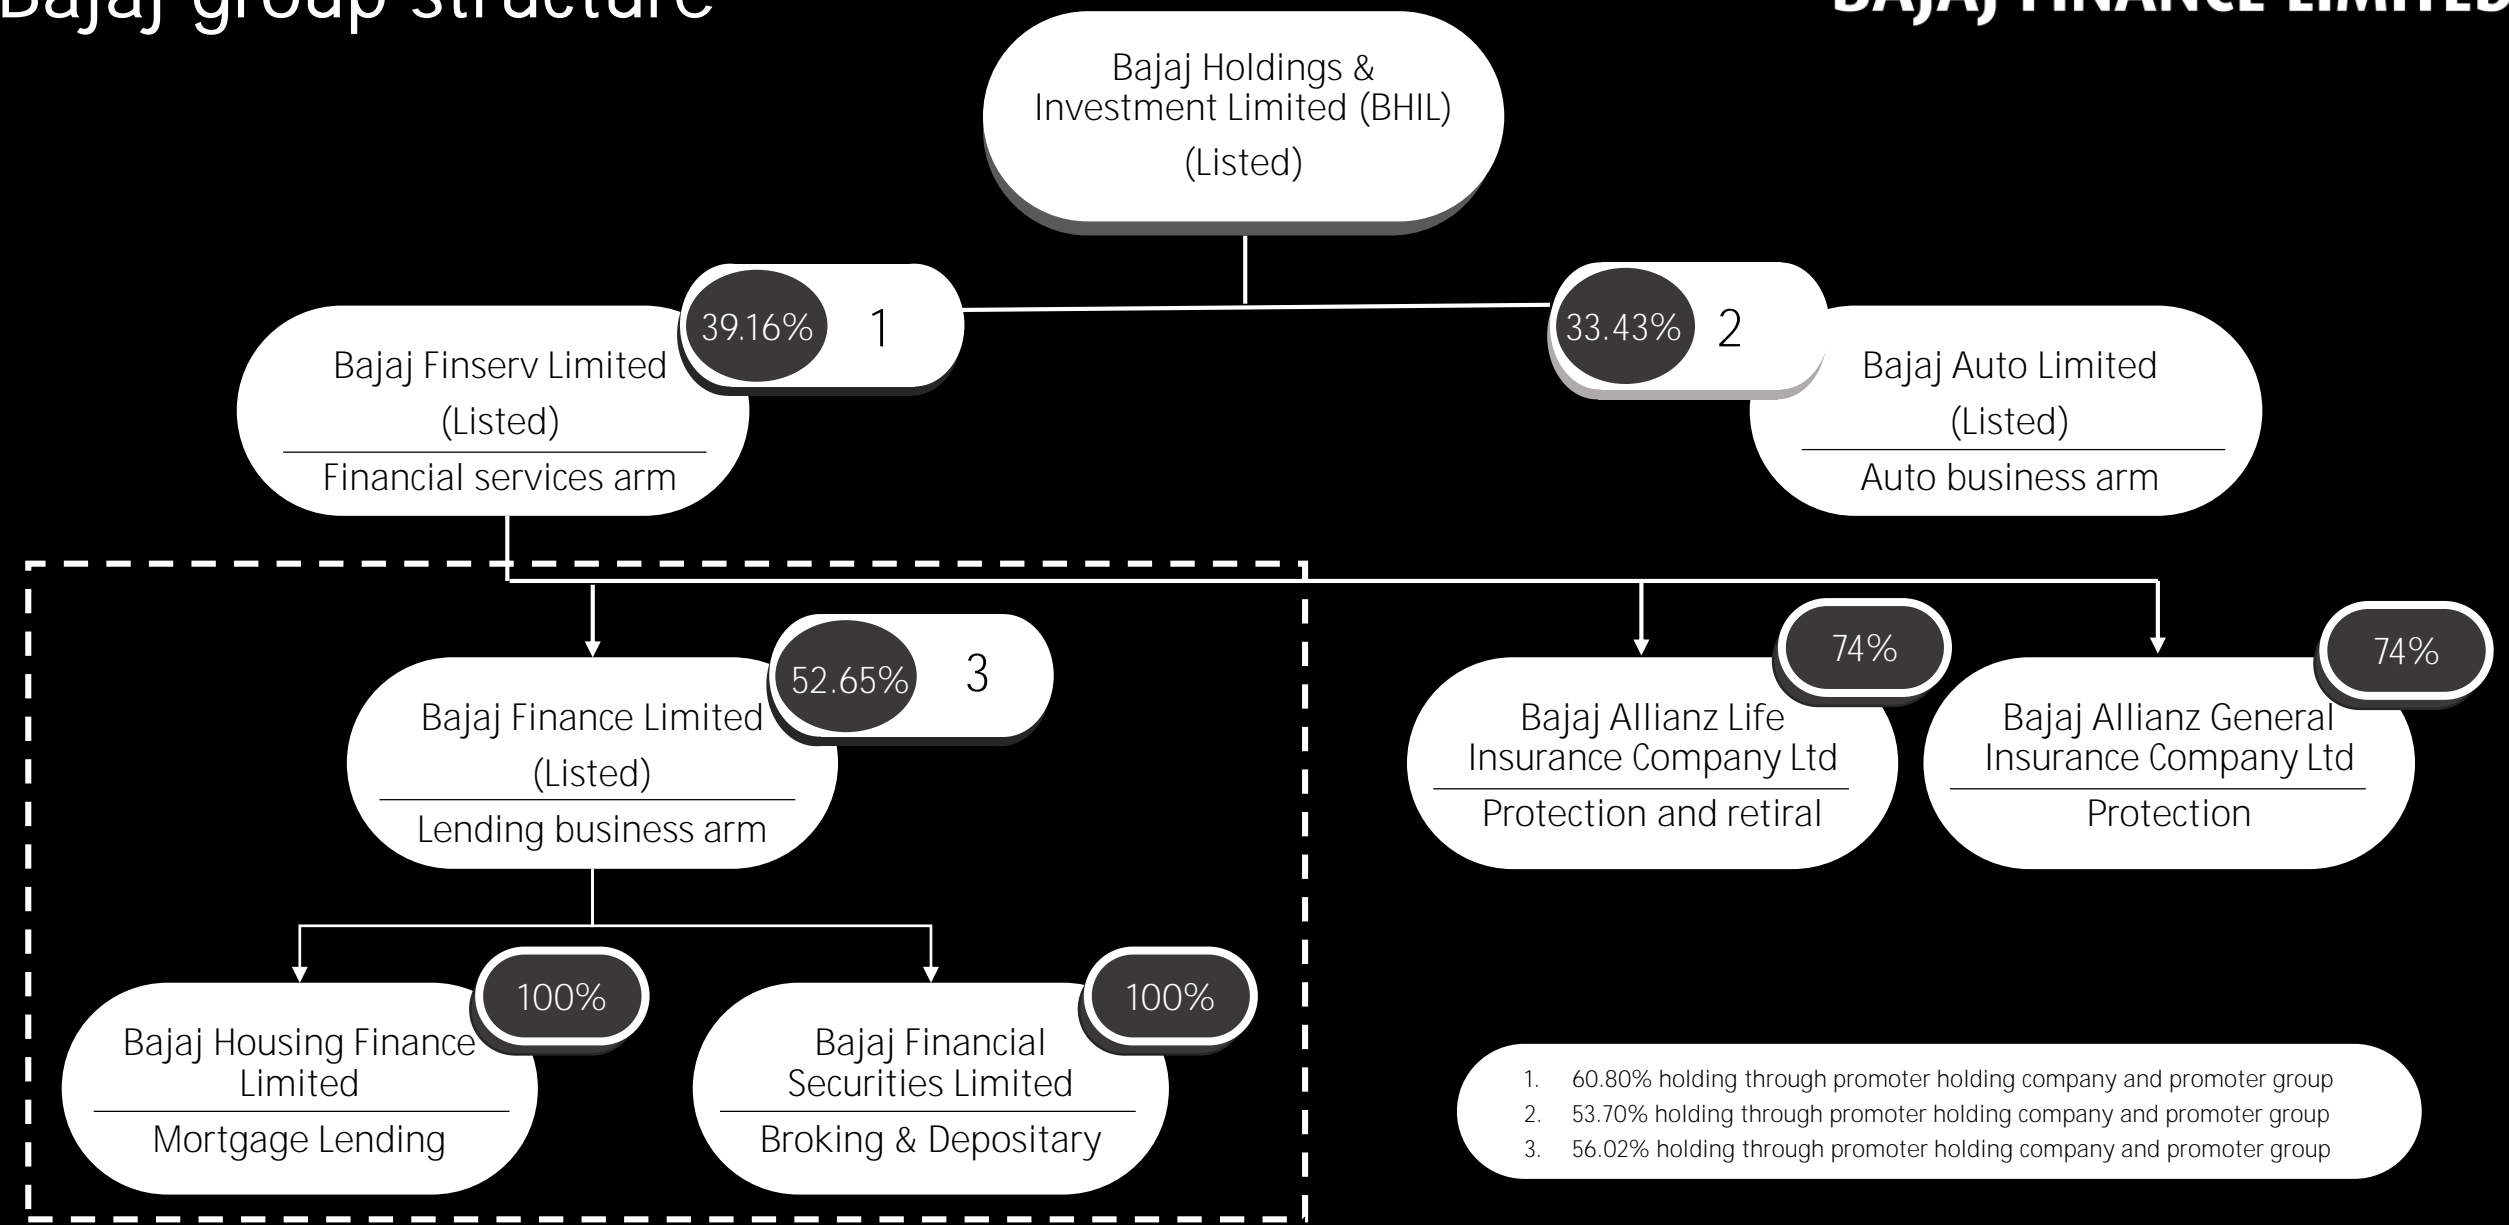 Bajaj group structure
BAJAJ FINANCE LIMITED
Bajaj Holdings &
Investment Limited (BHIL)
(Listed)
39.16% 1
33.43% 2
Bajaj Finserv Limited
(Listed)
Financial services arm
Bajaj Auto Limited
(Listed)
Auto business arm
52.65% 3
74%
74%
Bajaj Finance Limited
(Listed)
Lending business arm
Bajaj Allianz Life
Insurance Company Ltd
Protection and retiral
Bajaj Allianz General
Insurance Company Ltd
Protection
100%
100%
Bajaj Housing Finance
Limited
Mortgage Lending
Bajaj Financial
Securities Limited
Broking & Depositary
1. 60.80% holding through promoter holding company and promoter group
2. 53.70% holding through promoter holding company and promoter group
3. 56.02% holding through promoter holding company and promoter group